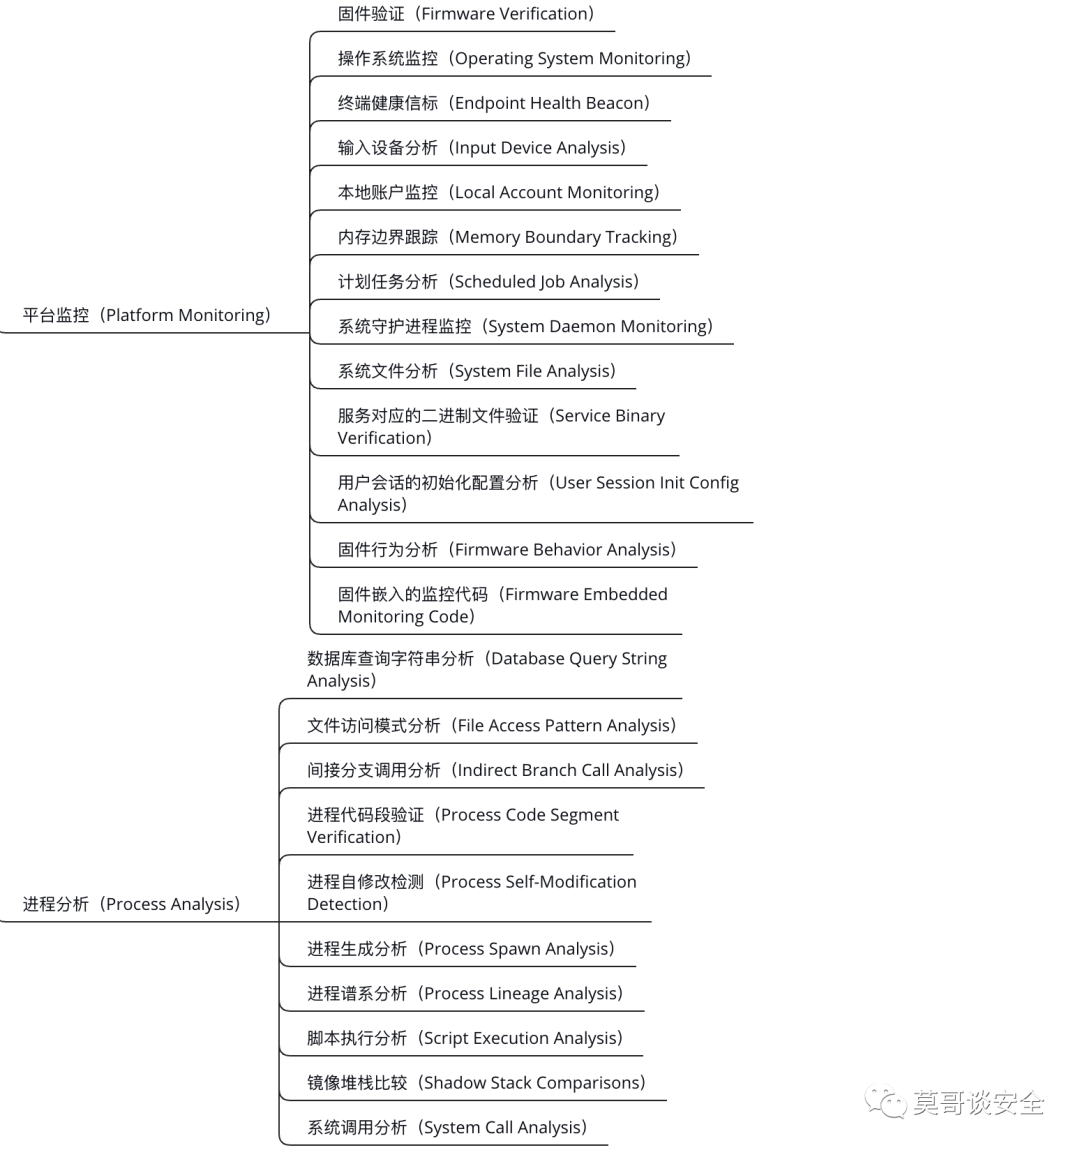 固件验证（Firmware Verification）
操作系统监控（Operating System Monitoring）
终端健康信标（Endpoint Health Beacon）
输入设备分析（Input Device Analysis）
本地账户监控（Local Account Monitoring）
内存边界跟踪（Memory Boundary Tracking）
计划任务分析（Scheduled Job Analysis）
平台监控（Platform Monitoring）
系统守护进程监控（System Daemon Monitoring）
系统文件分析（System File Analysis）
服务对应的二进制文件验证（Service Binary
Verification）
用户会话的初始化配置分析（User Session Init Config
Analysis）
固件行为分析（Firmware Behavior Analysis）
固件嵌入的监控代码（Firmware Embedded
Monitoring Code）
数据库查询字符串分析（Database Query String
Analysis）
文件访问模式分析（File Access Pattern Analysis）
间接分支调用分析（Indirect Branch Call Analysis）
进程代码段验证（Process Code Segment
Verification）
进程自修改检测（Process Self-Modification
Detection）
进程分析（Process Analysis）
进程生成分析（Process Spawn Analysis）
进程谱系分析（Process Lineage Analysis）
脚本执行分析（Script Execution Analysis）
镜像堆栈比较（Shadow Stack Comparisons）
系统调用分析（System Call Analysis）
莫哥谈安全